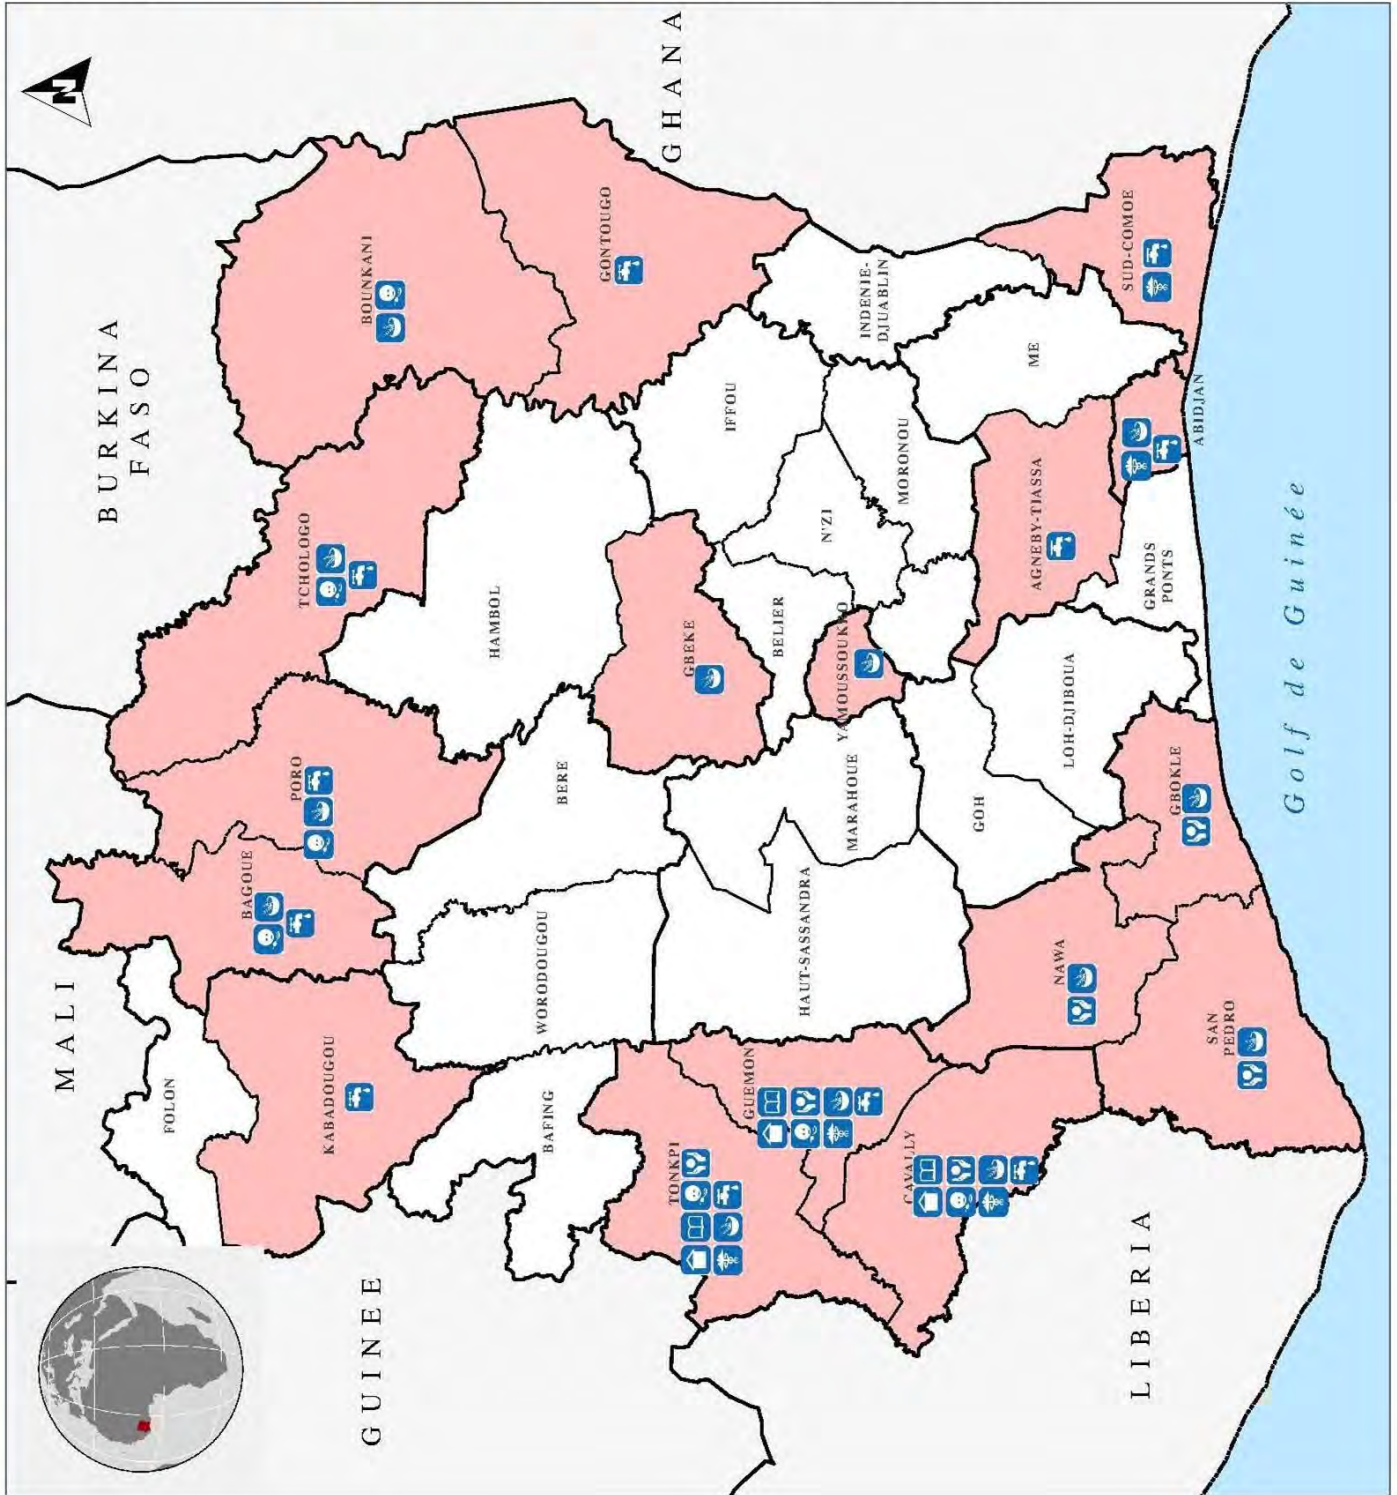 N
MALI
BURKINA
FASO
GHANA
GUINEE
LIBERIA
FOLON
KABADOUGOU
BAGOUE
PORO
TCHOLOGO
BOUNKANI
GONTOUGO
BAFING
WORODOUGOU
BERE
HAMBOL
TONKPI
GUEMON
CAVALLY
HAUT-SASSANDRA
MARAHOUE
GBEKE
BELIER
YAMOUSSOUKRO
N'ZI
IFFOU
MORONOU
INDENIE-
DJUABLIN
ME
SUD-COMOE
AGNEBY-TIASSA
ABIDJAN
GRANDS
PONTS
LOH-DJIBOUA
GOH
NAWA
GBOKLE
SAN
PEDRO
Golf de Guinée